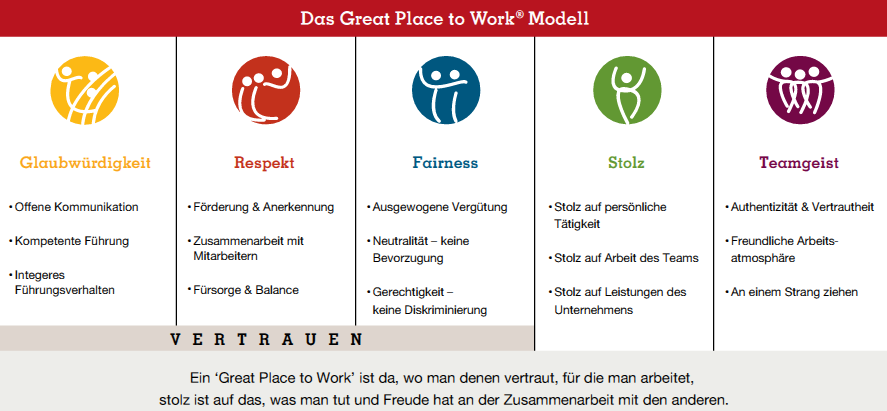 Das Great Place to Work® Modell
Glaubwürdigkeit
• Offene Kommunikation
• Kompetente Führung
• Integeres
Führungsverhalten
Respekt
• Förderung & Anerkennung
• Zusammenarbeit mit
Mitarbeitern
• Fürsorge & Balance
Fairness
• Ausgewogene Vergütung
• Neutralität – keine
Bevorzugung
• Gerechtigkeit –
keine Diskriminierung
Stolz
• Stolz auf persönliche
Tätigkeit
• Stolz auf Arbeit des Teams
• Stolz auf Leistungen des
Unternehmens
Teamgeist
• Authentizität & Vertrautheit
• Freundliche Arbeits-
atmosphäre
• An einem Strang ziehen
VERTRAUEN
Ein ‘Great Place to Work’ ist da, wo man denen vertraut, für die man arbeitet,
stolz ist auf das, was man tut und Freude hat an der Zusammenarbeit mit den anderen.